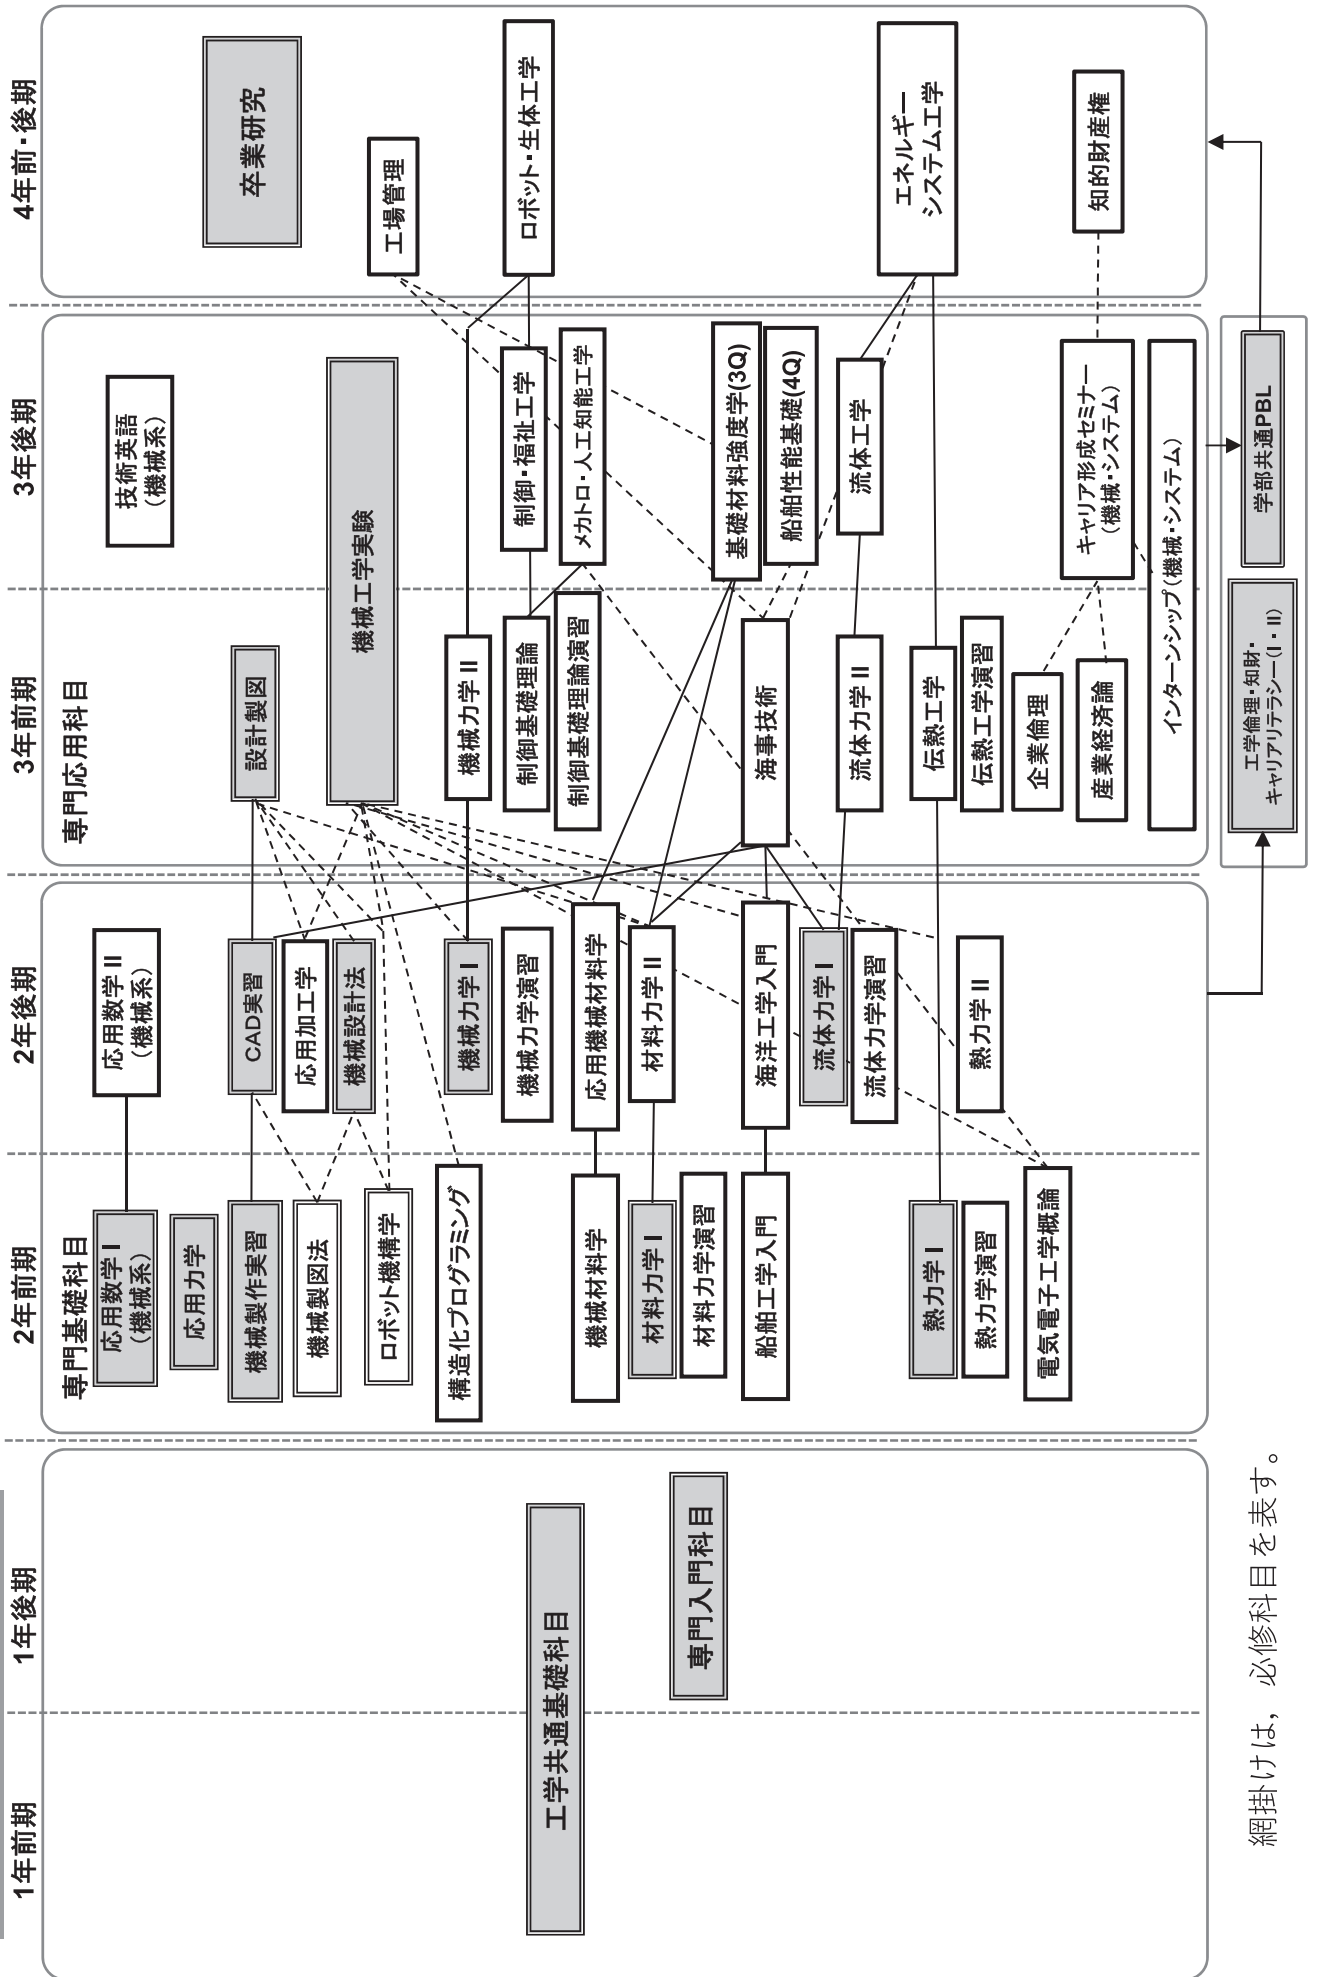 1年前期
1年後期
2年前期
2年後期
3年前期
3年後期
4年前・後期
工学共通基礎科目
専門入門科目
専門基礎科目
応用数学 I
(機械系)
応用力学
機械製作実習
機械製図法
ロボット機構学
構造化プログラミング
機械材料学
材料力学 I
材料力学演習
船舶工学入門
熱力学 I
熱力学演習
電気電子工学概論
応用数学 II
(機械系)
CAD実習
応用加工学
機械設計法
機械力学 I
機械力学演習
応用機械材料学
材料力学 II
海洋工学入門
流体力学 I
流体力学演習
熱力学 II
専門応用科目
設計製図
機械工学実験
機械力学 II
制御基礎理論
制御基礎理論演習
海事技術
流体力学 II
伝熱工学
伝熱工学演習
企業倫理
産業経済論
インターンシップ(機械・システム)
技術英語
(機械系)
制御・福祉工学
メカトロ・人工知能工学
基礎材料強度学(3Q)
船舶性能基礎(4Q)
流体工学
キャリア形成セミナー
(機械・システム)
卒業研究
工場管理
ロボット・生体工学
エネルギー
システム工学
知的財産権
工学倫理・知財・
キャリアリテラシー(I・II)
学部共通PBL
網掛けは，必修科目を表す。